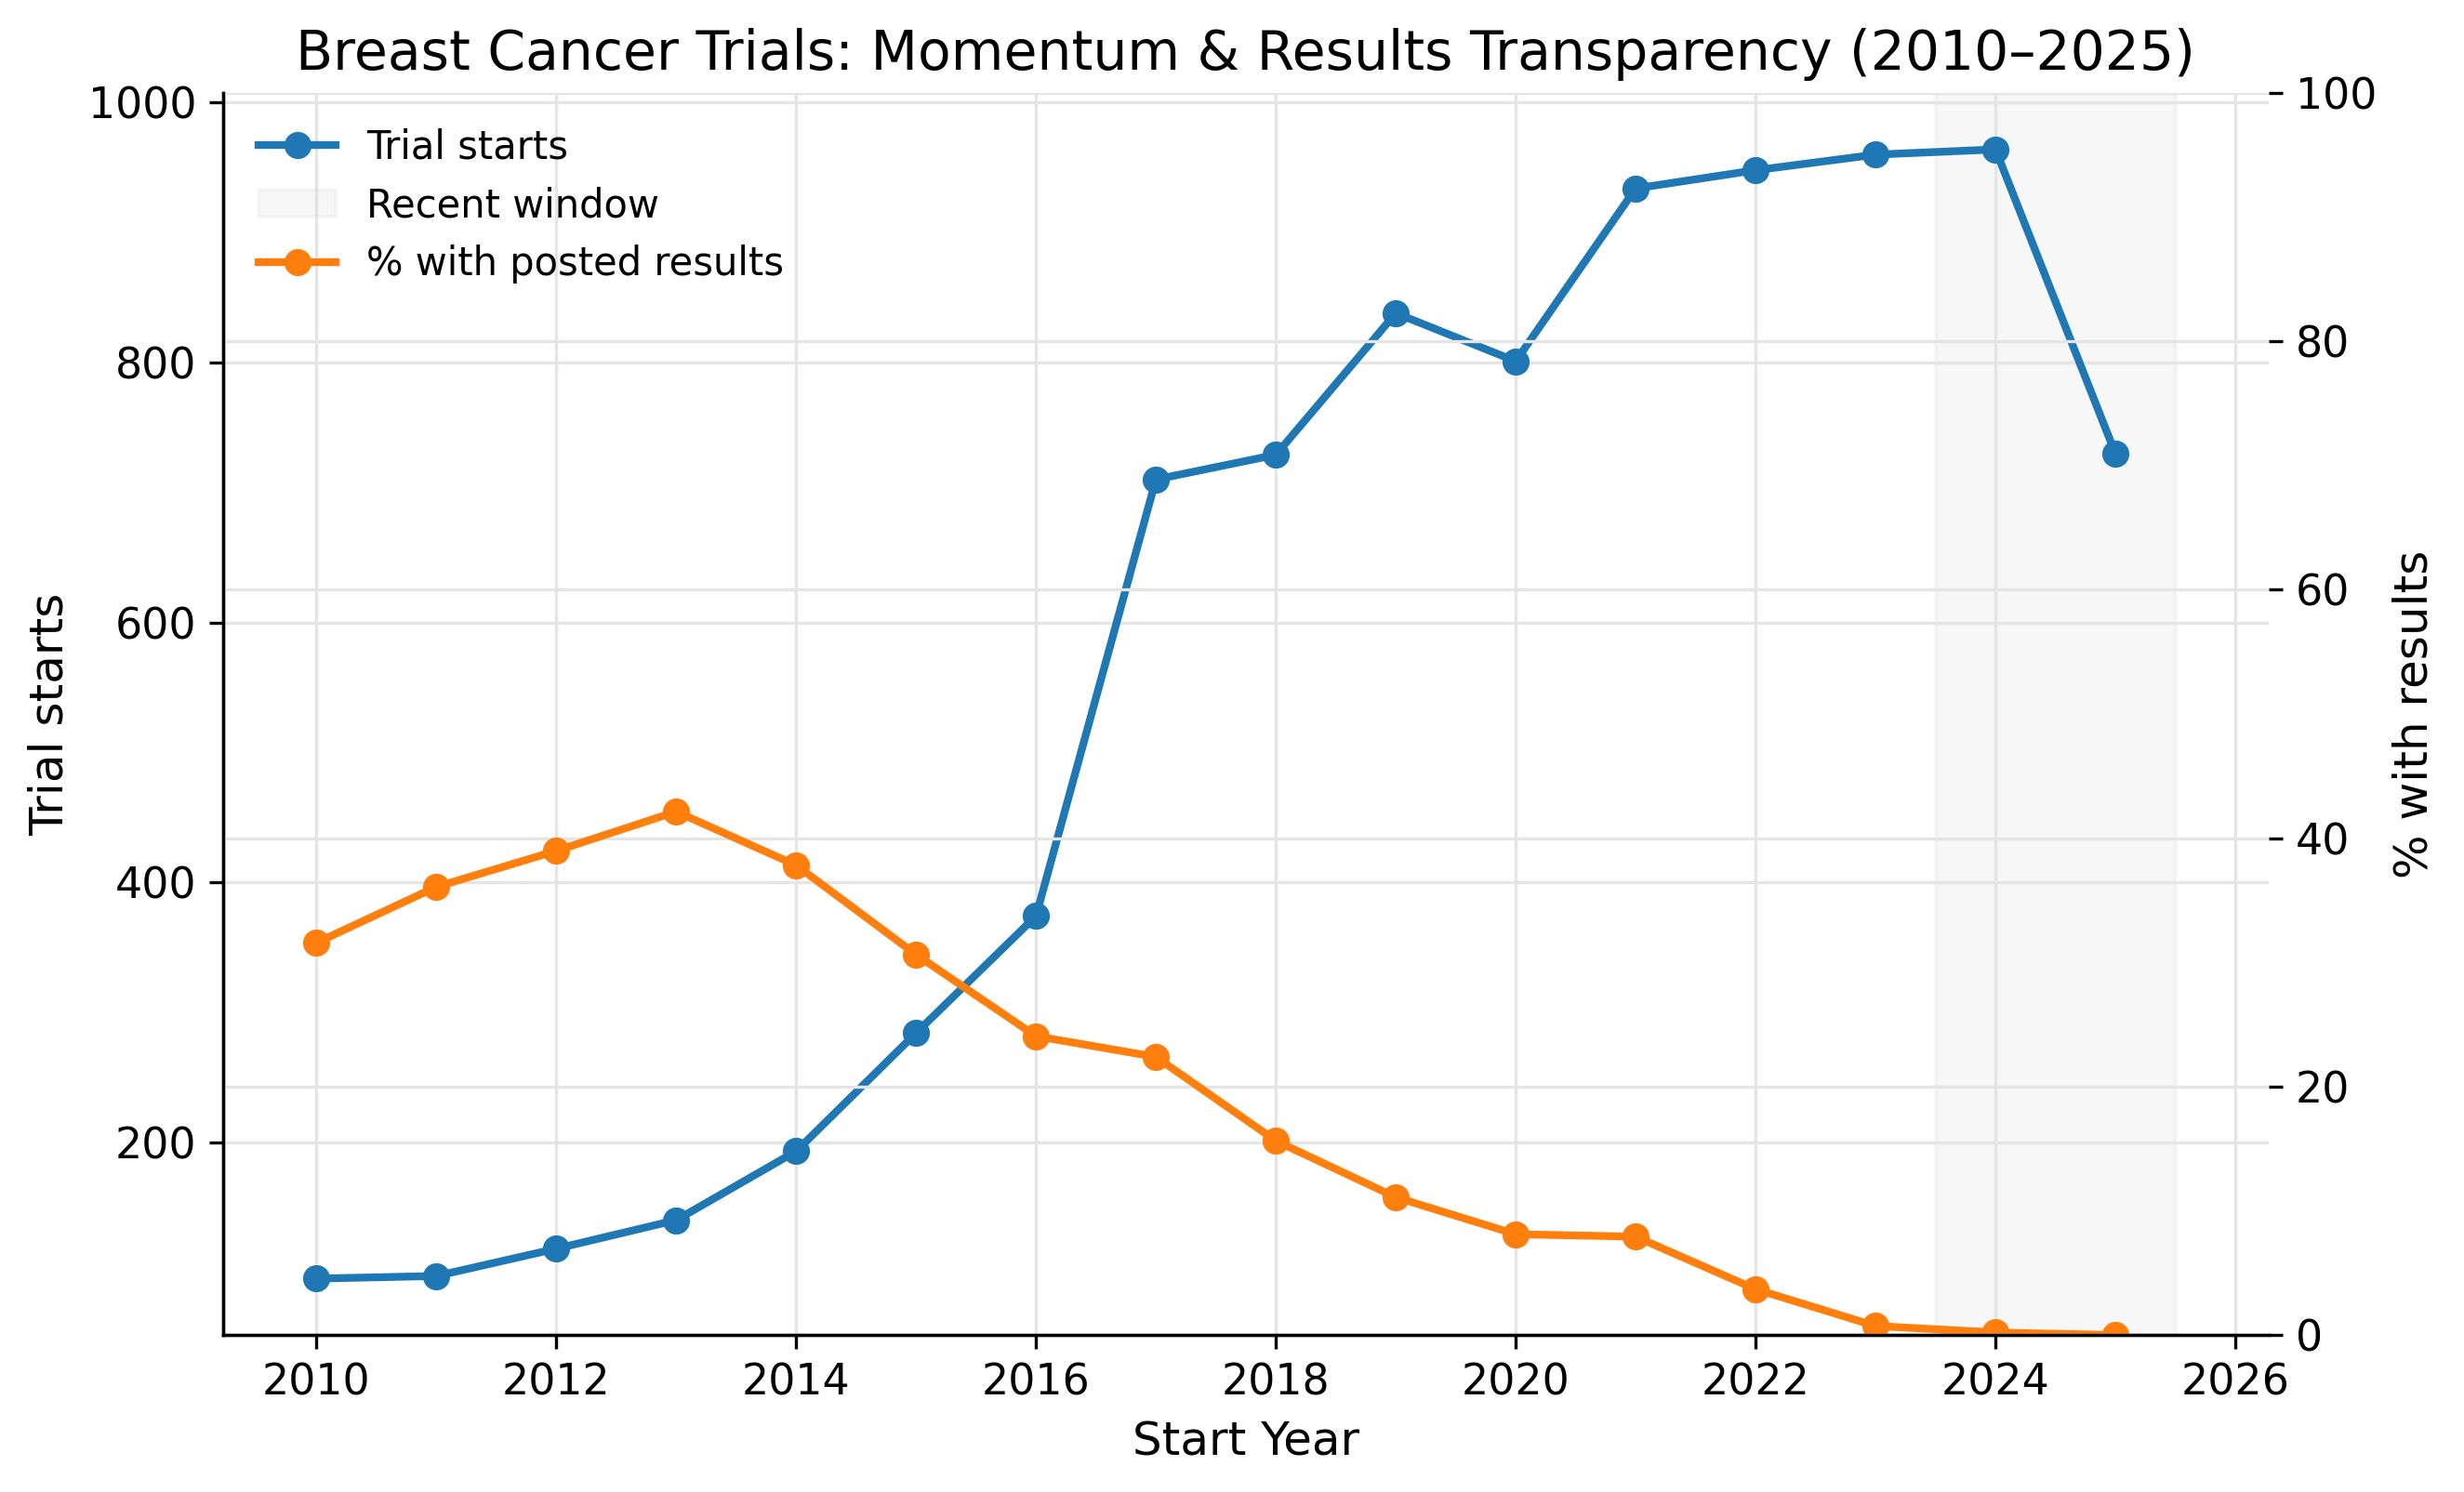 Breast Cancer Trials: Momentum & Results Transparency (2010–2025)
Trial starts
Recent window
% with posted results
1000
800
600
400
200
Trial starts
100
80
60
40
20
0
% with results
2010 2012 2014 2016 2018 2020 2022 2024 2026
Start Year